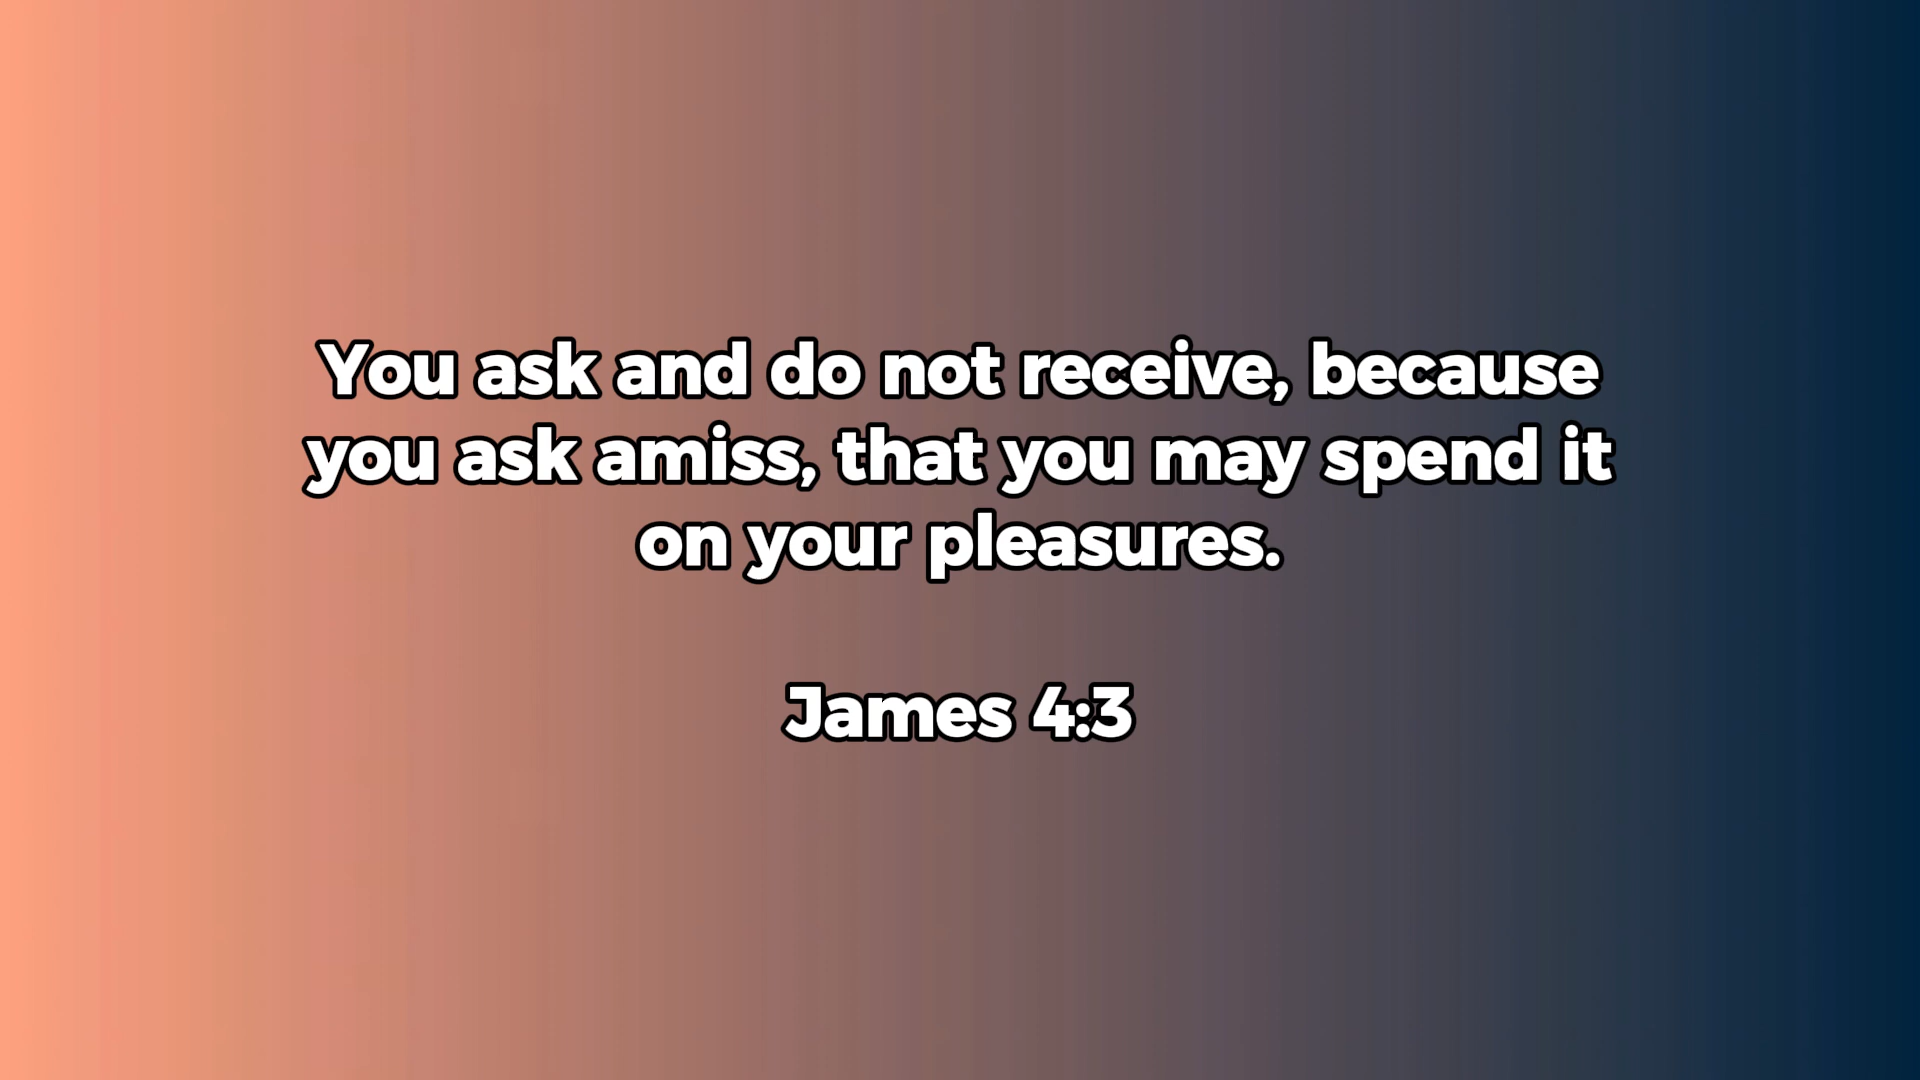 You ask and do not receive, because
you ask amiss, that you may spend it
on your pleasures.
James 4:3